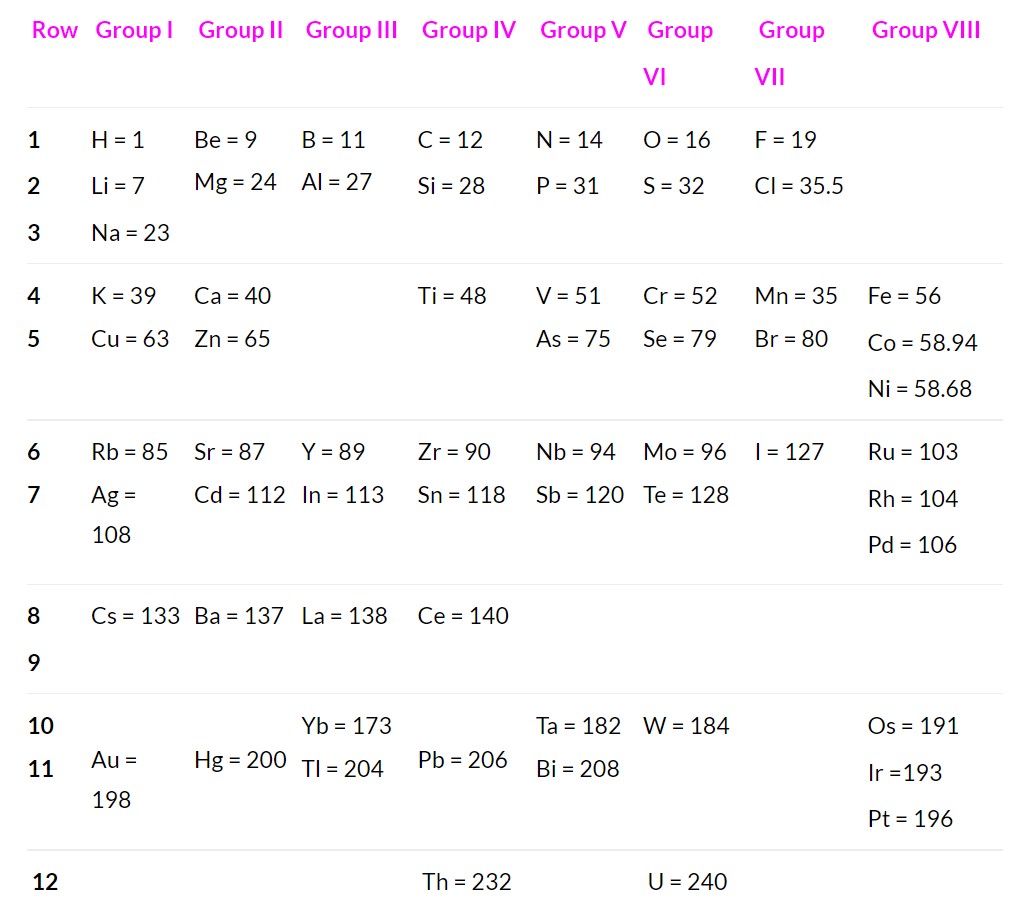 Row Group I Group II Group III Group IV Group V Group Group Group VIII
VI VII
1 H = 1 Be = 9 B = 11 C = 12 N = 14 O = 16 F = 19
2 Li = 7 Mg = 24 Al = 27 Si = 28 P = 31 S = 32 Cl = 35.5
3 Na = 23
4 K = 39 Ca = 40 Ti = 48 V = 51 Cr = 52 Mn = 35 Fe = 56
5 Cu = 63 Zn = 65 As = 75 Se = 79 Br = 80 Co = 58.94
Ni = 58.68
6 Rb = 85 Sr = 87 Y = 89 Zr = 90 Nb = 94 Mo = 96 I = 127 Ru = 103
7 Ag = Cd = 112 In = 113 Sn = 118 Sb = 120 Te = 128 Rh = 104
108 Pd = 106
8 Cs = 133 Ba = 137 La = 138 Ce = 140
9
10 Yb = 173 Ta = 182 W = 184 Os = 191
11 Au = Hg = 200 Tl = 204 Pb = 206 Bi = 208 Ir =193
198 Pt = 196
12 Th = 232 U = 240